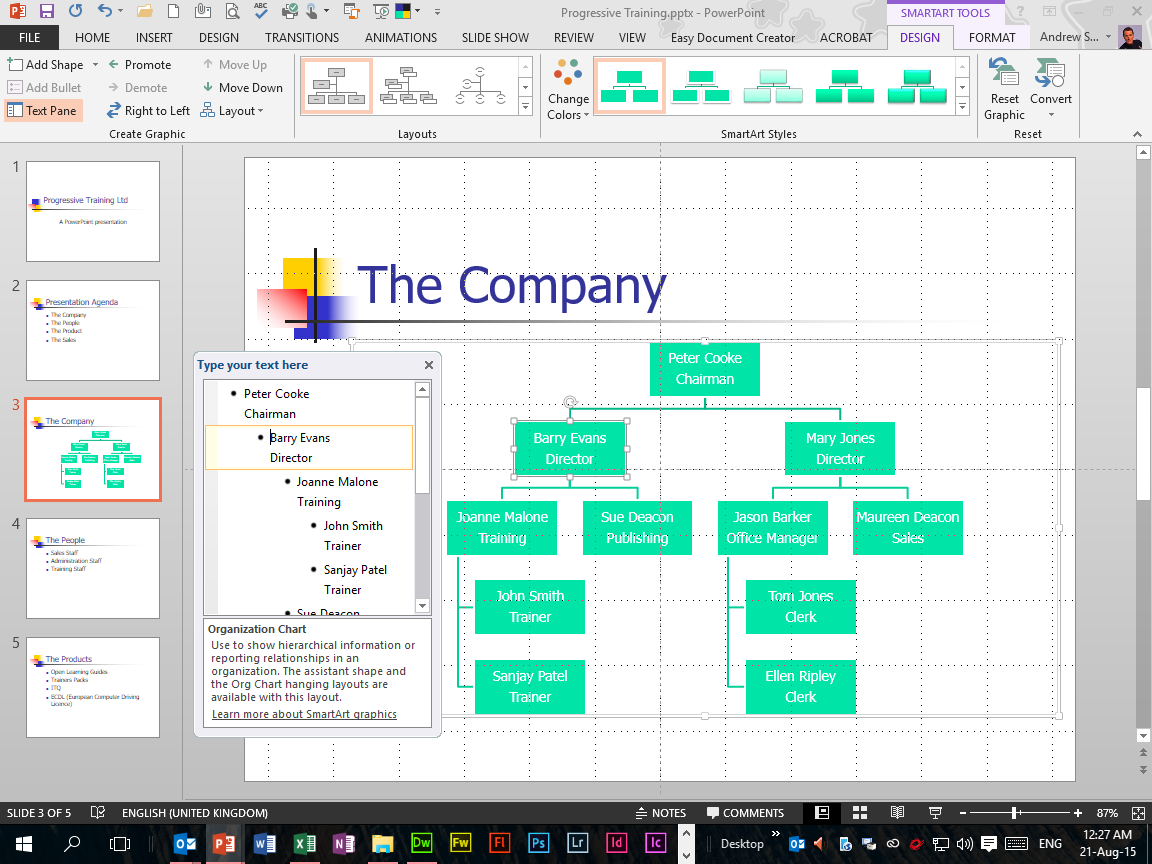 Progressive Training.pptx - PowerPoint
SMARTART TOOLS
FILE
HOME
INSERT
DESIGN
TRANSITIONS
ANIMATIO
SLIDE SHOW
REVIEW
VIEW
Easy Document Creator
ACROBAT
DESIGN
FORMAT
Andrew S...
Add Shape
Promote
Move Up
Add Bullet
Demote
Move Down
Text Pane
Right to Left
Layout
Create Graphic
Layouts
Change
Colors
SmartArt Styles
Reset
Graphic
Convert
Reset
1
Progressive Training Ltd
A PowerPoint presentation
2
Presentation Agenda
The Company
The People
The Product
The Sales
3
The Company
4
The People
Sales Staff
Administration Staff
Training Staff
5
The Products
Open Learning Guides
Trainers Packs
ITQ
ECDL (European Computer Driving
Licence)
The Company
Peter Cooke
Chairman
Barry Evans
Director
Mary Jones
Director
Joanne Malone
Training
Sue Deacon
Publishing
Jason Barker
Office Manager
Maureen Deacon
Sales
John Smith
Trainer
Tom Jones
Clerk
Sanjay Patel
Trainer
Ellen Ripley
Clerk
Type your text here
Peter Cooke
Chairman
Barry Evans
Director
Joanne Malone
Training
John Smith
Trainer
Sanjay Patel
Trainer
Sue Deacon
Organization Chart
Use to show hierarchical information or
reporting relationships in an
organization. The assistant shape and
the Org Chart hanging layouts are
available with this layout.
Learn more about SmartArt graphics
SLIDE 3 OF 5
ENGLISH (UNITED KINGDOM)
NOTES
COMMENTS
87%
Dw
Fw
Fl
Ps
Lr
Id
Ic
Desktop
ENG
12:27 AM
21-Aug-15